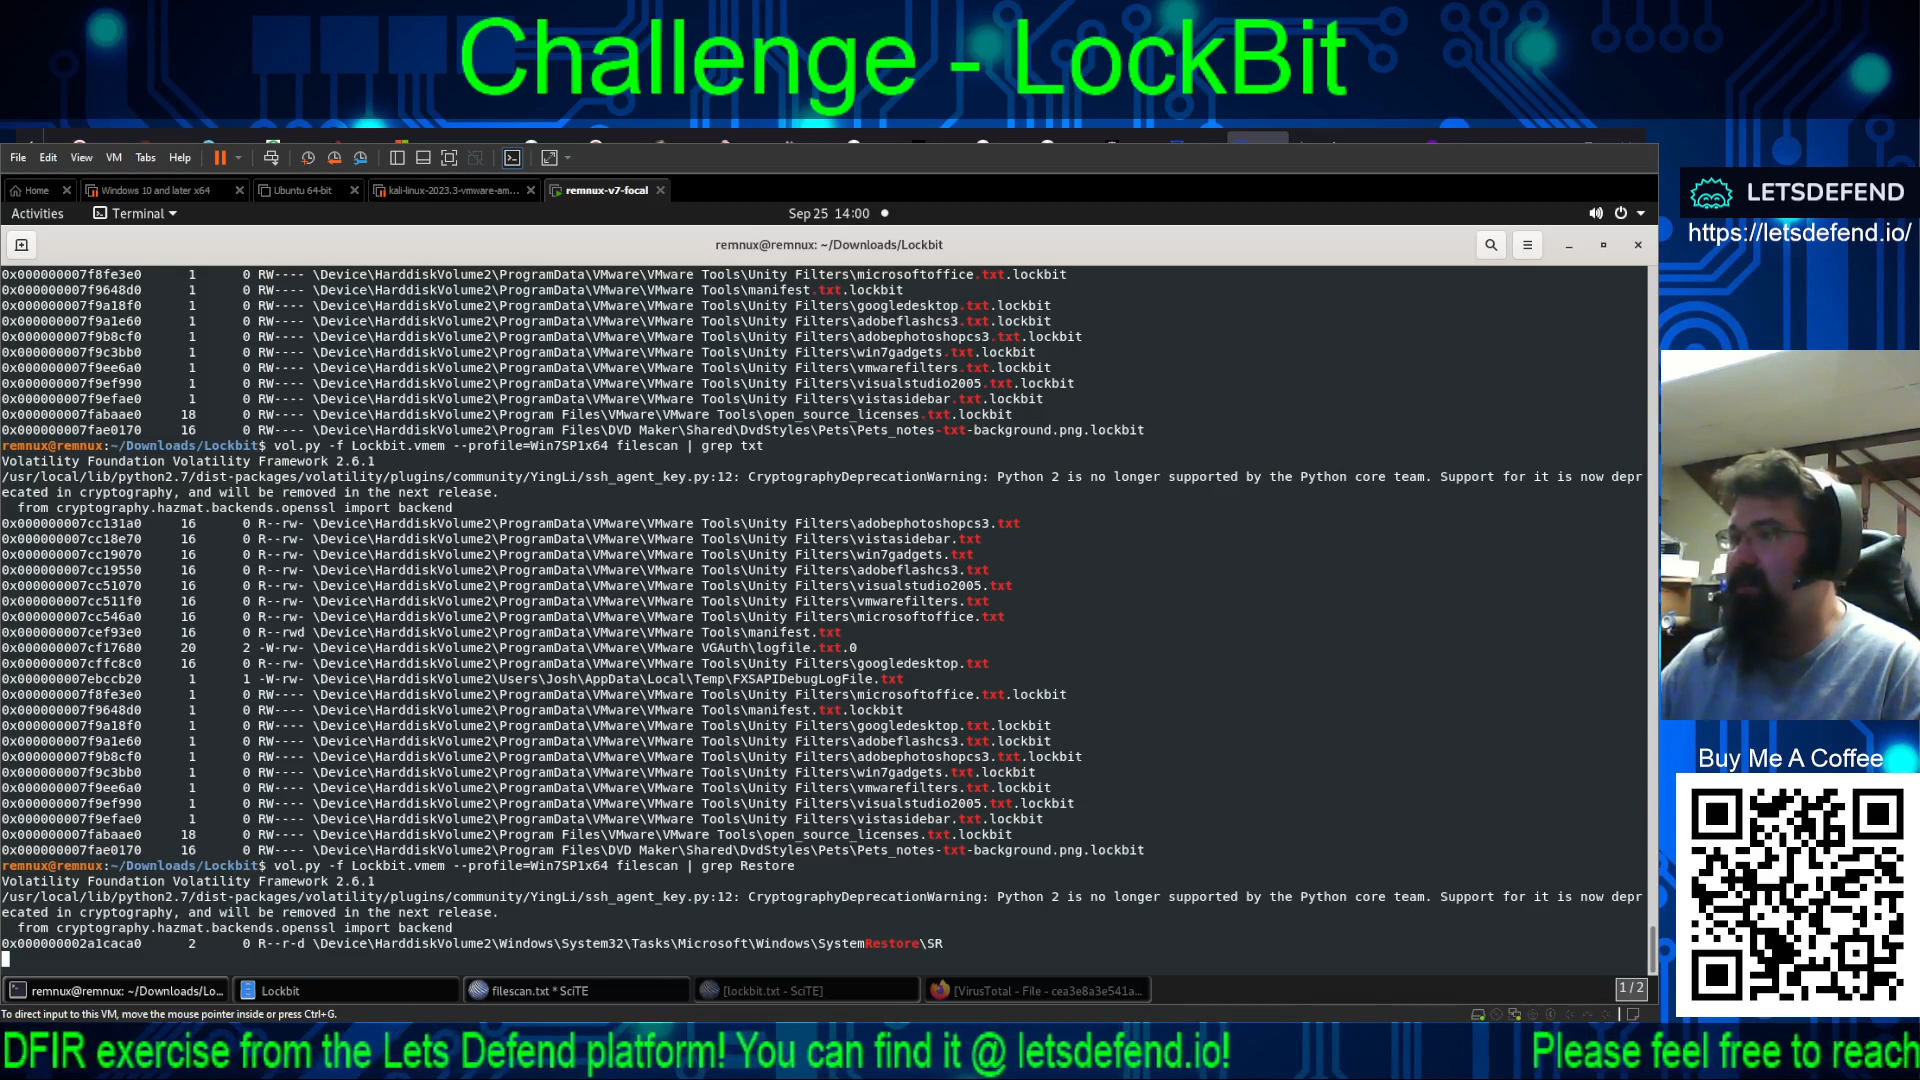 Challenge - LockBit
File Edit View VM Tabs Help
Home Windows 10 and later x64 Ubuntu 64-bit kali-linux-2023.3-vmware-am... remnux-v7-focal
Activities Terminal Sep 25 14:00
remnux@remnux: ~/Downloads/Lockbit
LETSDEFEND
https://letsdefend.io/
0x000000007f8fe3e0 1 0 RW---- \Device\HarddiskVolume2\ProgramData\VMware\VMware Tools\Unity Filters\microsoftoffice.txt.lockbit
0x000000007f9648d0 1 0 RW---- \Device\HarddiskVolume2\ProgramData\VMware\VMware Tools\manifest.txt.lockbit
0x000000007f9a18f0 1 0 RW---- \Device\HarddiskVolume2\ProgramData\VMware\VMware Tools\Unity Filters\googledesktop.txt.lockbit
0x000000007f9a1e60 1 0 RW---- \Device\HarddiskVolume2\ProgramData\VMware\VMware Tools\Unity Filters\adobeflashcs3.txt.lockbit
0x000000007f9b8cf0 1 0 RW---- \Device\HarddiskVolume2\ProgramData\VMware\VMware Tools\Unity Filters\adobephotoshopcs3.txt.lockbit
0x000000007f9c3bb0 1 0 RW---- \Device\HarddiskVolume2\ProgramData\VMware\VMware Tools\Unity Filters\win7gadgets.txt.lockbit
0x000000007f9ee6a0 1 0 RW---- \Device\HarddiskVolume2\ProgramData\VMware\VMware Tools\Unity Filters\vmwarefilters.txt.lockbit
0x000000007f9ef990 1 0 RW---- \Device\HarddiskVolume2\ProgramData\VMware\VMware Tools\Unity Filters\visualstudio2005.txt.lockbit
0x000000007f9efae0 1 0 RW---- \Device\HarddiskVolume2\ProgramData\VMware\VMware Tools\Unity Filters\vistasidebar.txt.lockbit
0x000000007fabaae0 18 0 RW---- \Device\HarddiskVolume2\Program Files\VMware\VMware Tools\open_source_licenses.txt.lockbit
0x000000007fae0170 16 0 RW---- \Device\HarddiskVolume2\Program Files\DVD Maker\Shared\DvdStyles\Pets\Pets_notes-txt-background.png.lockbit
remnux@remnux:~/Downloads/Lockbit$ vol.py -f Lockbit.vmem --profile=Win7SP1x64 filescan | grep txt
Volatility Foundation Volatility Framework 2.6.1
/usr/local/lib/python2.7/dist-packages/volatility/plugins/community/YingLi/ssh_agent_key.py:12: CryptographyDeprecationWarning: Python 2 is no longer supported by the Python core team. Support for it is now depr
ecated in cryptography, and will be removed in the next release.
from cryptography.hazmat.backends.openssl import backend
0x000000007cc131a0 16 0 R--rw- \Device\HarddiskVolume2\ProgramData\VMware\VMware Tools\Unity Filters\adobephotoshopcs3.txt
0x000000007cc18e70 16 0 R--rw- \Device\HarddiskVolume2\ProgramData\VMware\VMware Tools\Unity Filters\vistasidebar.txt
0x000000007cc19070 16 0 R--rw- \Device\HarddiskVolume2\ProgramData\VMware\VMware Tools\Unity Filters\win7gadgets.txt
0x000000007cc19550 16 0 R--rw- \Device\HarddiskVolume2\ProgramData\VMware\VMware Tools\Unity Filters\adobeflashcs3.txt
0x000000007cc51070 16 0 R--rw- \Device\HarddiskVolume2\ProgramData\VMware\VMware Tools\Unity Filters\visualstudio2005.txt
0x000000007cc511f0 16 0 R--rw- \Device\HarddiskVolume2\ProgramData\VMware\VMware Tools\Unity Filters\vmwarefilters.txt
0x000000007cc546a0 16 0 R--rw- \Device\HarddiskVolume2\ProgramData\VMware\VMware Tools\Unity Filters\microsoftoffice.txt
0x000000007cef93e0 16 0 R--rwd \Device\HarddiskVolume2\ProgramData\VMware\VMware Tools\manifest.txt
0x000000007cf17680 20 2 -W-rw- \Device\HarddiskVolume2\ProgramData\VMware\VMware VGAuth\logfile.txt.0
0x000000007cffc8c0 16 0 R--rw- \Device\HarddiskVolume2\ProgramData\VMware\VMware Tools\Unity Filters\googledesktop.txt
0x000000007ebccb20 1 1 -W-rw- \Device\HarddiskVolume2\Users\Josh\AppData\Local\Temp\FXSAPIDebugLogFile.txt
0x000000007f8fe3e0 1 0 RW---- \Device\HarddiskVolume2\ProgramData\VMware\VMware Tools\Unity Filters\microsoftoffice.txt.lockbit
0x000000007f9648d0 1 0 RW---- \Device\HarddiskVolume2\ProgramData\VMware\VMware Tools\manifest.txt.lockbit
0x000000007f9a18f0 1 0 RW---- \Device\HarddiskVolume2\ProgramData\VMware\VMware Tools\Unity Filters\googledesktop.txt.lockbit
0x000000007f9a1e60 1 0 RW---- \Device\HarddiskVolume2\ProgramData\VMware\VMware Tools\Unity Filters\adobeflashcs3.txt.lockbit
0x000000007f9b8cf0 1 0 RW---- \Device\HarddiskVolume2\ProgramData\VMware\VMware Tools\Unity Filters\adobephotoshopcs3.txt.lockbit
0x000000007f9c3bb0 1 0 RW---- \Device\HarddiskVolume2\ProgramData\VMware\VMware Tools\Unity Filters\win7gadgets.txt.lockbit
0x000000007f9ee6a0 1 0 RW---- \Device\HarddiskVolume2\ProgramData\VMware\VMware Tools\Unity Filters\vmwarefilters.txt.lockbit
0x000000007f9ef990 1 0 RW---- \Device\HarddiskVolume2\ProgramData\VMware\VMware Tools\Unity Filters\visualstudio2005.txt.lockbit
0x000000007f9efae0 1 0 RW---- \Device\HarddiskVolume2\ProgramData\VMware\VMware Tools\Unity Filters\vistasidebar.txt.lockbit
0x000000007fabaae0 18 0 RW---- \Device\HarddiskVolume2\Program Files\VMware\VMware Tools\open_source_licenses.txt.lockbit
0x000000007fae0170 16 0 RW---- \Device\HarddiskVolume2\Program Files\DVD Maker\Shared\DvdStyles\Pets\Pets_notes-txt-background.png.lockbit
remnux@remnux:~/Downloads/Lockbit$ vol.py -f Lockbit.vmem --profile=Win7SP1x64 filescan | grep Restore
Volatility Foundation Volatility Framework 2.6.1
/usr/local/lib/python2.7/dist-packages/volatility/plugins/community/YingLi/ssh_agent_key.py:12: CryptographyDeprecationWarning: Python 2 is no longer supported by the Python core team. Support for it is now depr
ecated in cryptography, and will be removed in the next release.
from cryptography.hazmat.backends.openssl import backend
0x000000002a1caca0 2 0 R--r-d \Device\HarddiskVolume2\Windows\System32\Tasks\Microsoft\Windows\SystemRestore\SR
Buy Me A Coffee
remnux@remnux: ~/Downloads/Lo... Lockbit filescan.txt * SciTE [lockbit.txt - SciTE] [VirusTotal - File - cea3e8a3e541a... 1 / 2
To direct input to this VM, move the mouse pointer inside or press Ctrl+G.
DFIR exercise from the Lets Defend platform! You can find it @ letsdefend.io! Please feel free to reach